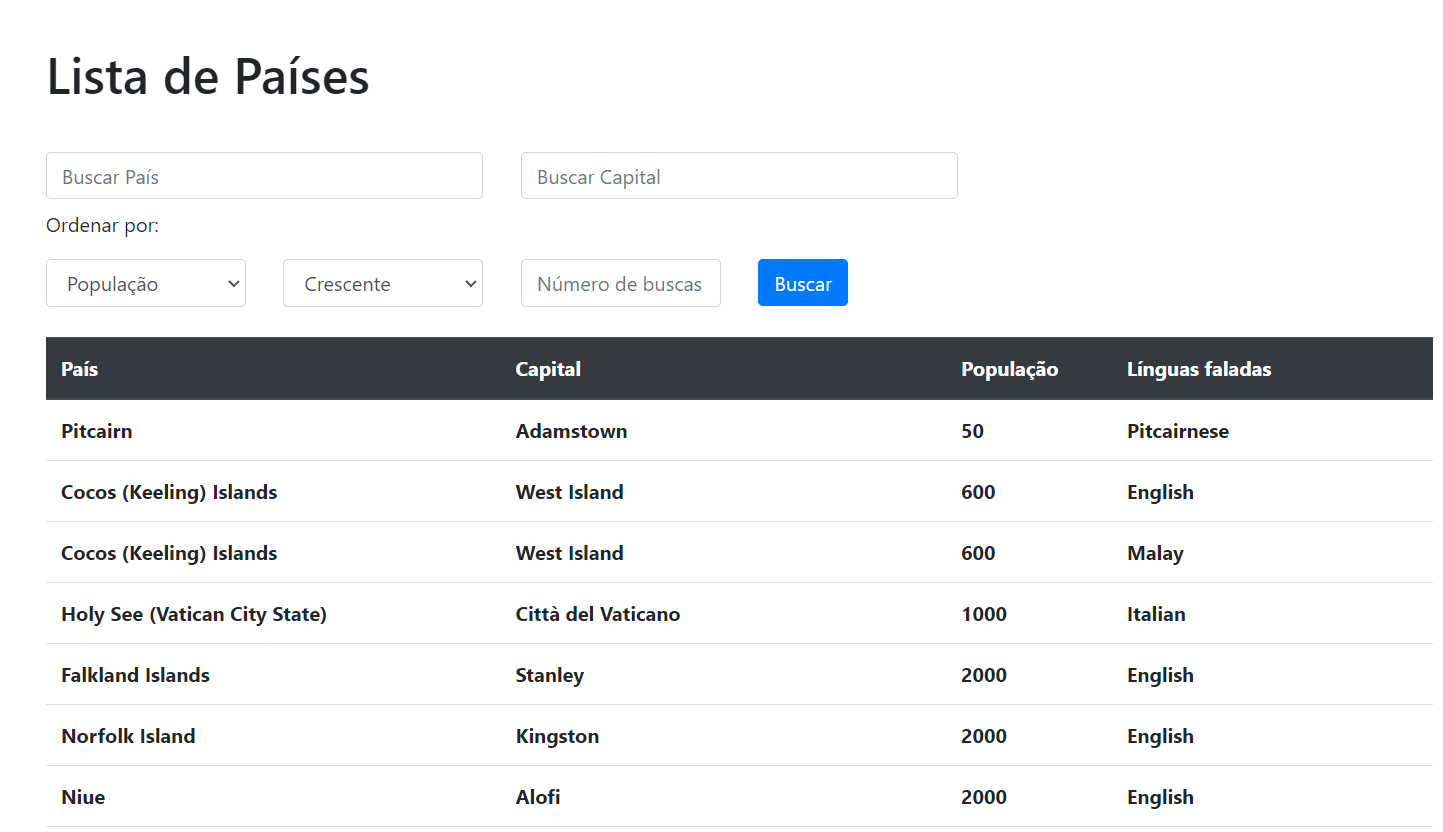 Lista de Países
Buscar País Buscar Capital
Ordenar por:
População Crescente Número de buscas Buscar
País Capital População Línguas faladas
Pitcairn Adamstown 50 Pitcairnese
Cocos (Keeling) Islands West Island 600 English
Cocos (Keeling) Islands West Island 600 Malay
Holy See (Vatican City State) Città del Vaticano 1000 Italian
Falkland Islands Stanley 2000 English
Norfolk Island Kingston 2000 English
Niue Alofi 2000 English